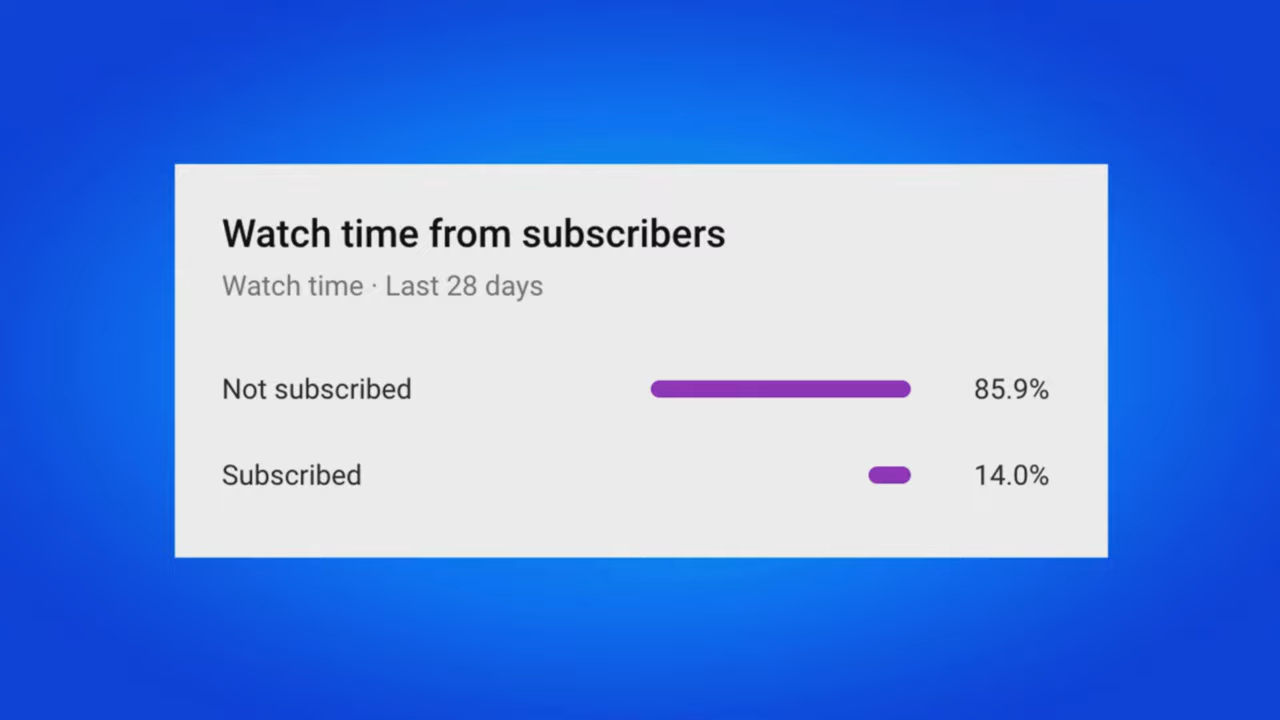 Watch time from subscribers
Watch time · Last 28 days
Not subscribed 85.9%
Subscribed 14.0%